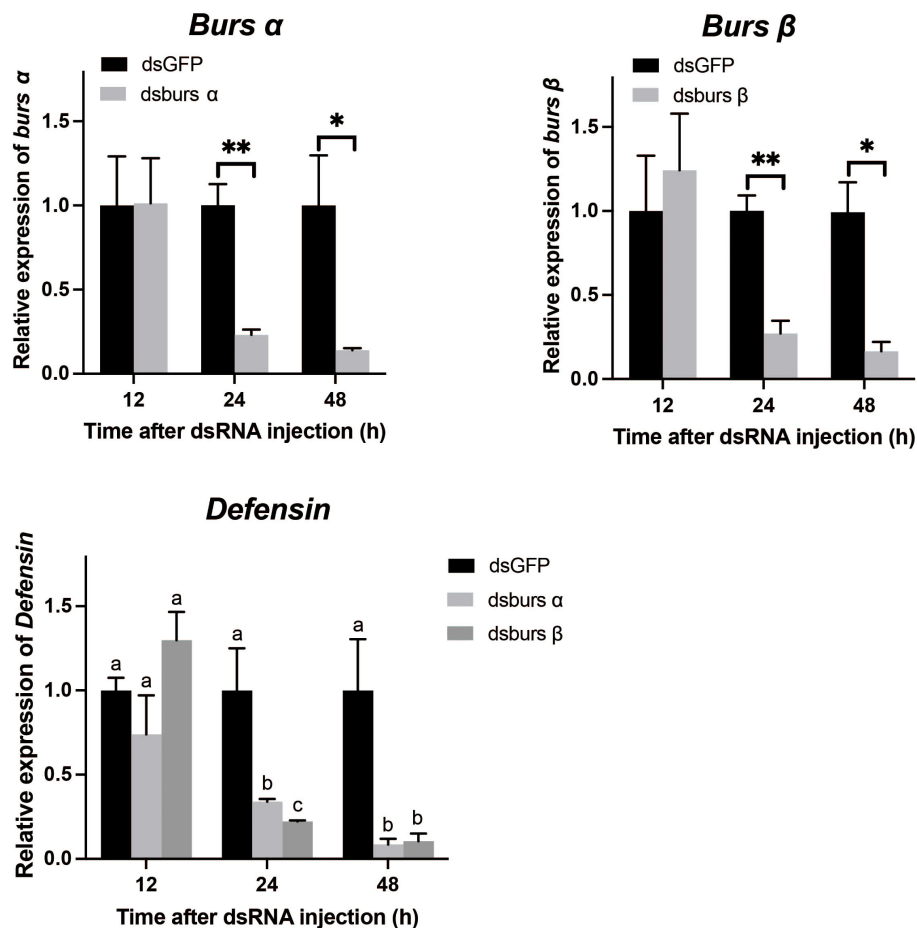 Burs α
dsGFP
dsburs α
Relative expression of burs α
1.5
1.0
0.5
0.0
**
*
12 24 48
Time after dsRNA injection (h)
Burs β
dsGFP
dsburs β
Relative expression of burs β
1.5
1.0
0.5
0.0
**
*
12 24 48
Time after dsRNA injection (h)
Defensin
dsGFP
dsburs α
dsburs β
Relative expression of Defensin
1.5
1.0
0.5
0.0
a a a a b c a b b
12 24 48
Time after dsRNA injection (h)